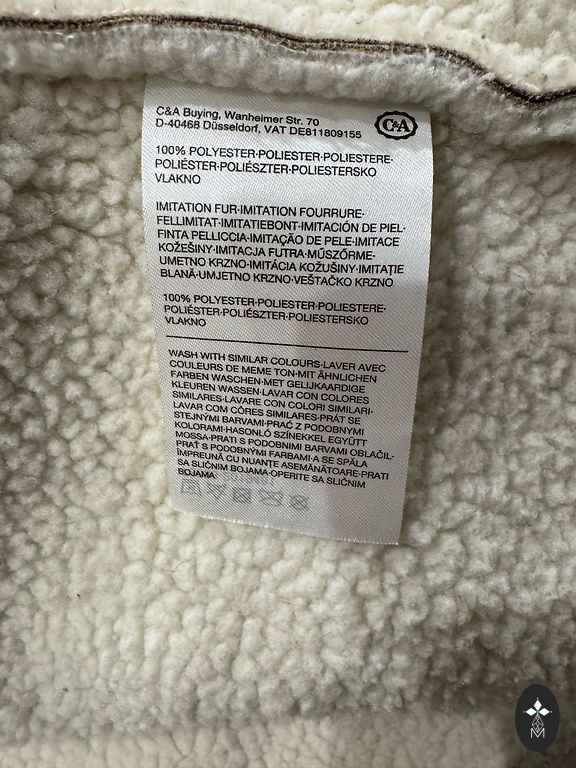 C&A Buying, Wanheimer Str. 70
D-40468 Düsseldorf, VAT DE811809155
C&A
100% POLYESTER·POLIESTER·POLIESTERE·
POLIÉSTER·POLIÉSZTER·POLIESTERSKO
VLAKNO
IMITATION FUR·IMITATION FOURRURE·
FELLIMITAT·IMITATIEBONT·IMITACIÓN DE PIEL·
FINTA PELLICCIA·IMITAÇÃO DE PELE·IMITACE
KOŽEŠINY·IMITACJA FUTRA·MŰSZŐRME·
UMETNO KRZNO·IMITÁCIA KOŽUŠINY·IMITAȚIE
BLANĂ·UMJETNO KRZNO·VEŠTAČKO KRZNO
100% POLYESTER·POLIESTER·POLIESTERE·
POLIÉSTER·POLIÉSZTER·POLIESTERSKO
VLAKNO
WASH WITH SIMILAR COLOURS·LAVER AVEC
COULEURS DE MEME TON·MIT ÄHNLICHEN
FARBEN WASCHEN·MET GELIJKAARDIGE
KLEUREN WASSEN·LAVAR CON COLORES
SIMILARES·LAVARE CON COLORI SIMILARI·
LAVAR COM CÔRES SIMILARES·PRÁT SE
STEJNÝMI BARVAMI·PRAĆ Z PODOBNYMI
KOLORAMI·HASONLÓ SZÍNEKKEL EGYÜTT
MOSSA·PRATI S PODOBNIMI BARVAMI OBLAČIL·
PRAŤ S PODOBNÝMI FARBAMI·A SE SPĂLA
ÎMPREUNĂ CU NUANȚE ASEMĂNĂTOARE·PRATI
SA SLIČNIM BOJAMA·OPERITE SA SLIČNIM
BOJAMA
M